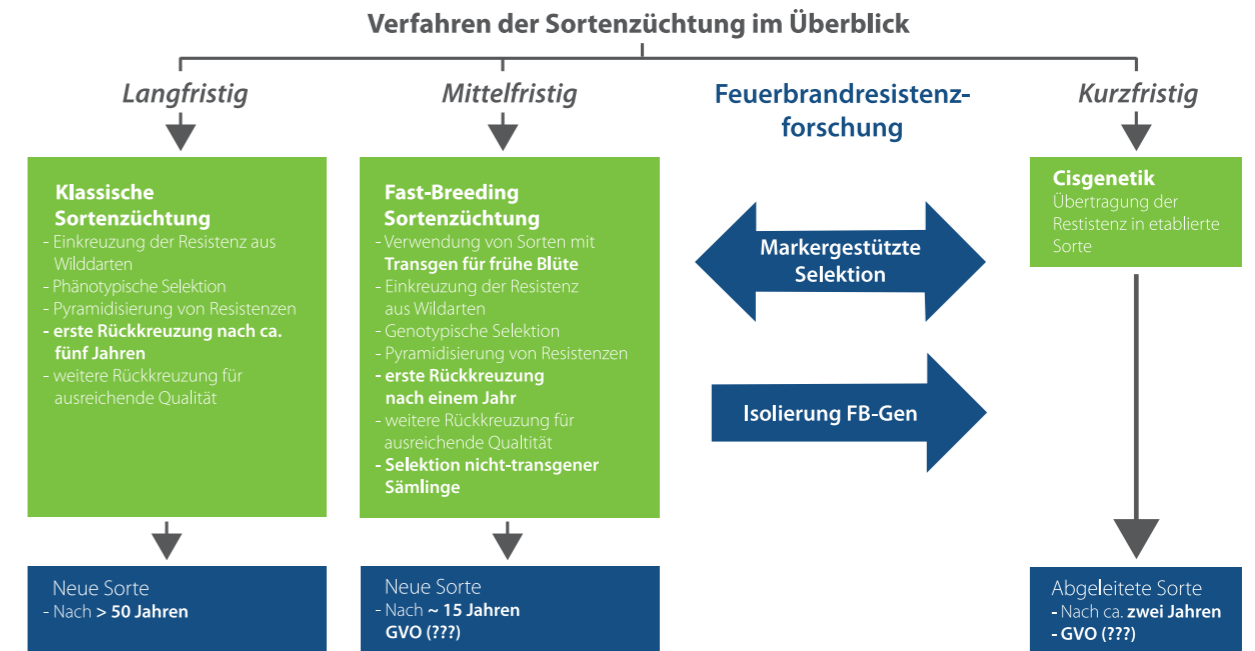 Verfahren der Sortenzüchtung im Überblick
Langfristig
Mittelfristig
Feuerbrandresistenz-
forschung
Kurzfristig
Klassische
Sortenzüchtung
- Einkreuzung der Resistenz aus
Wilddarten
- Phänotypische Selektion
- Pyramidisierung von Resistenzen
- erste Rückkreuzung nach ca.
fünf Jahren
- weitere Rückkreuzung für
ausreichende Qualität
Fast-Breeding
Sortenzüchtung
- Verwendung von Sorten mit
Transgen für frühe Blüte
- Einkreuzung der Resistenz
aus Wildarten
- Genotypische Selektion
- Pyramidisierung von Resistenzen
- erste Rückkreuzung
nach einem Jahr
- weitere Rückkreuzung für
ausreichende Qualtität
- Selektion nicht-transgener
Sämlinge
Markergestützte
Selektion
Isolierung FB-Gen
Cisgenetik
Übertragung der
Restistenz in etablierte
Sorte
Neue Sorte
- Nach > 50 Jahren
Neue Sorte
- Nach ~ 15 Jahren
GVO (???)
Abgeleitete Sorte
- Nach ca. zwei Jahren
- GVO (???)